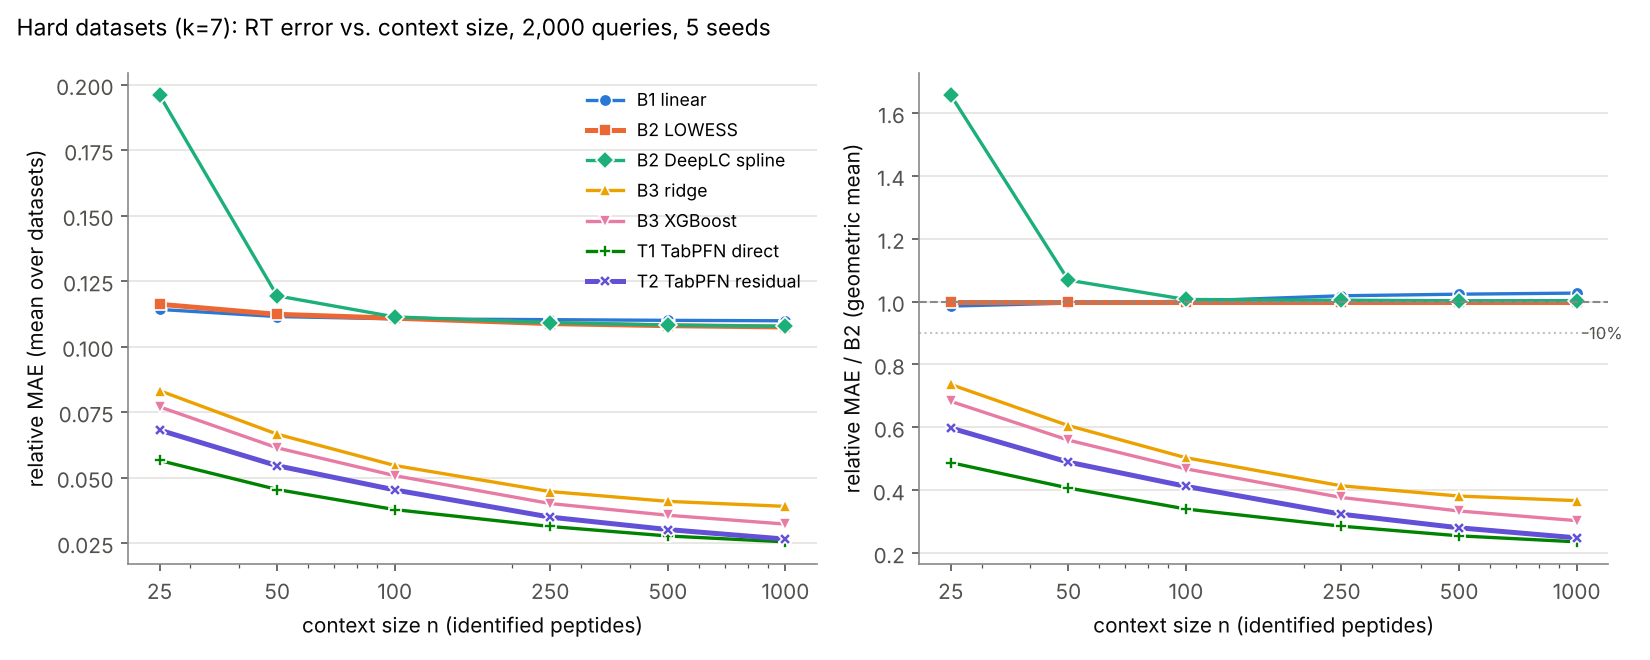 Hard datasets (k=7): RT error vs. context size, 2,000 queries, 5 seeds
relative MAE (mean over datasets)
0.200
0.175
0.150
0.125
0.100
0.075
0.050
0.025
B1 linear
B2 LOWESS
B2 DeepLC spline
B3 ridge
B3 XGBoost
T1 TabPFN direct
T2 TabPFN residual
25
50
100
250
500
1000
context size n (identified peptides)
relative MAE / B2 (geometric mean)
1.6
1.4
1.2
1.0
0.8
0.6
0.4
0.2
-10%
25
50
100
250
500
1000
context size n (identified peptides)